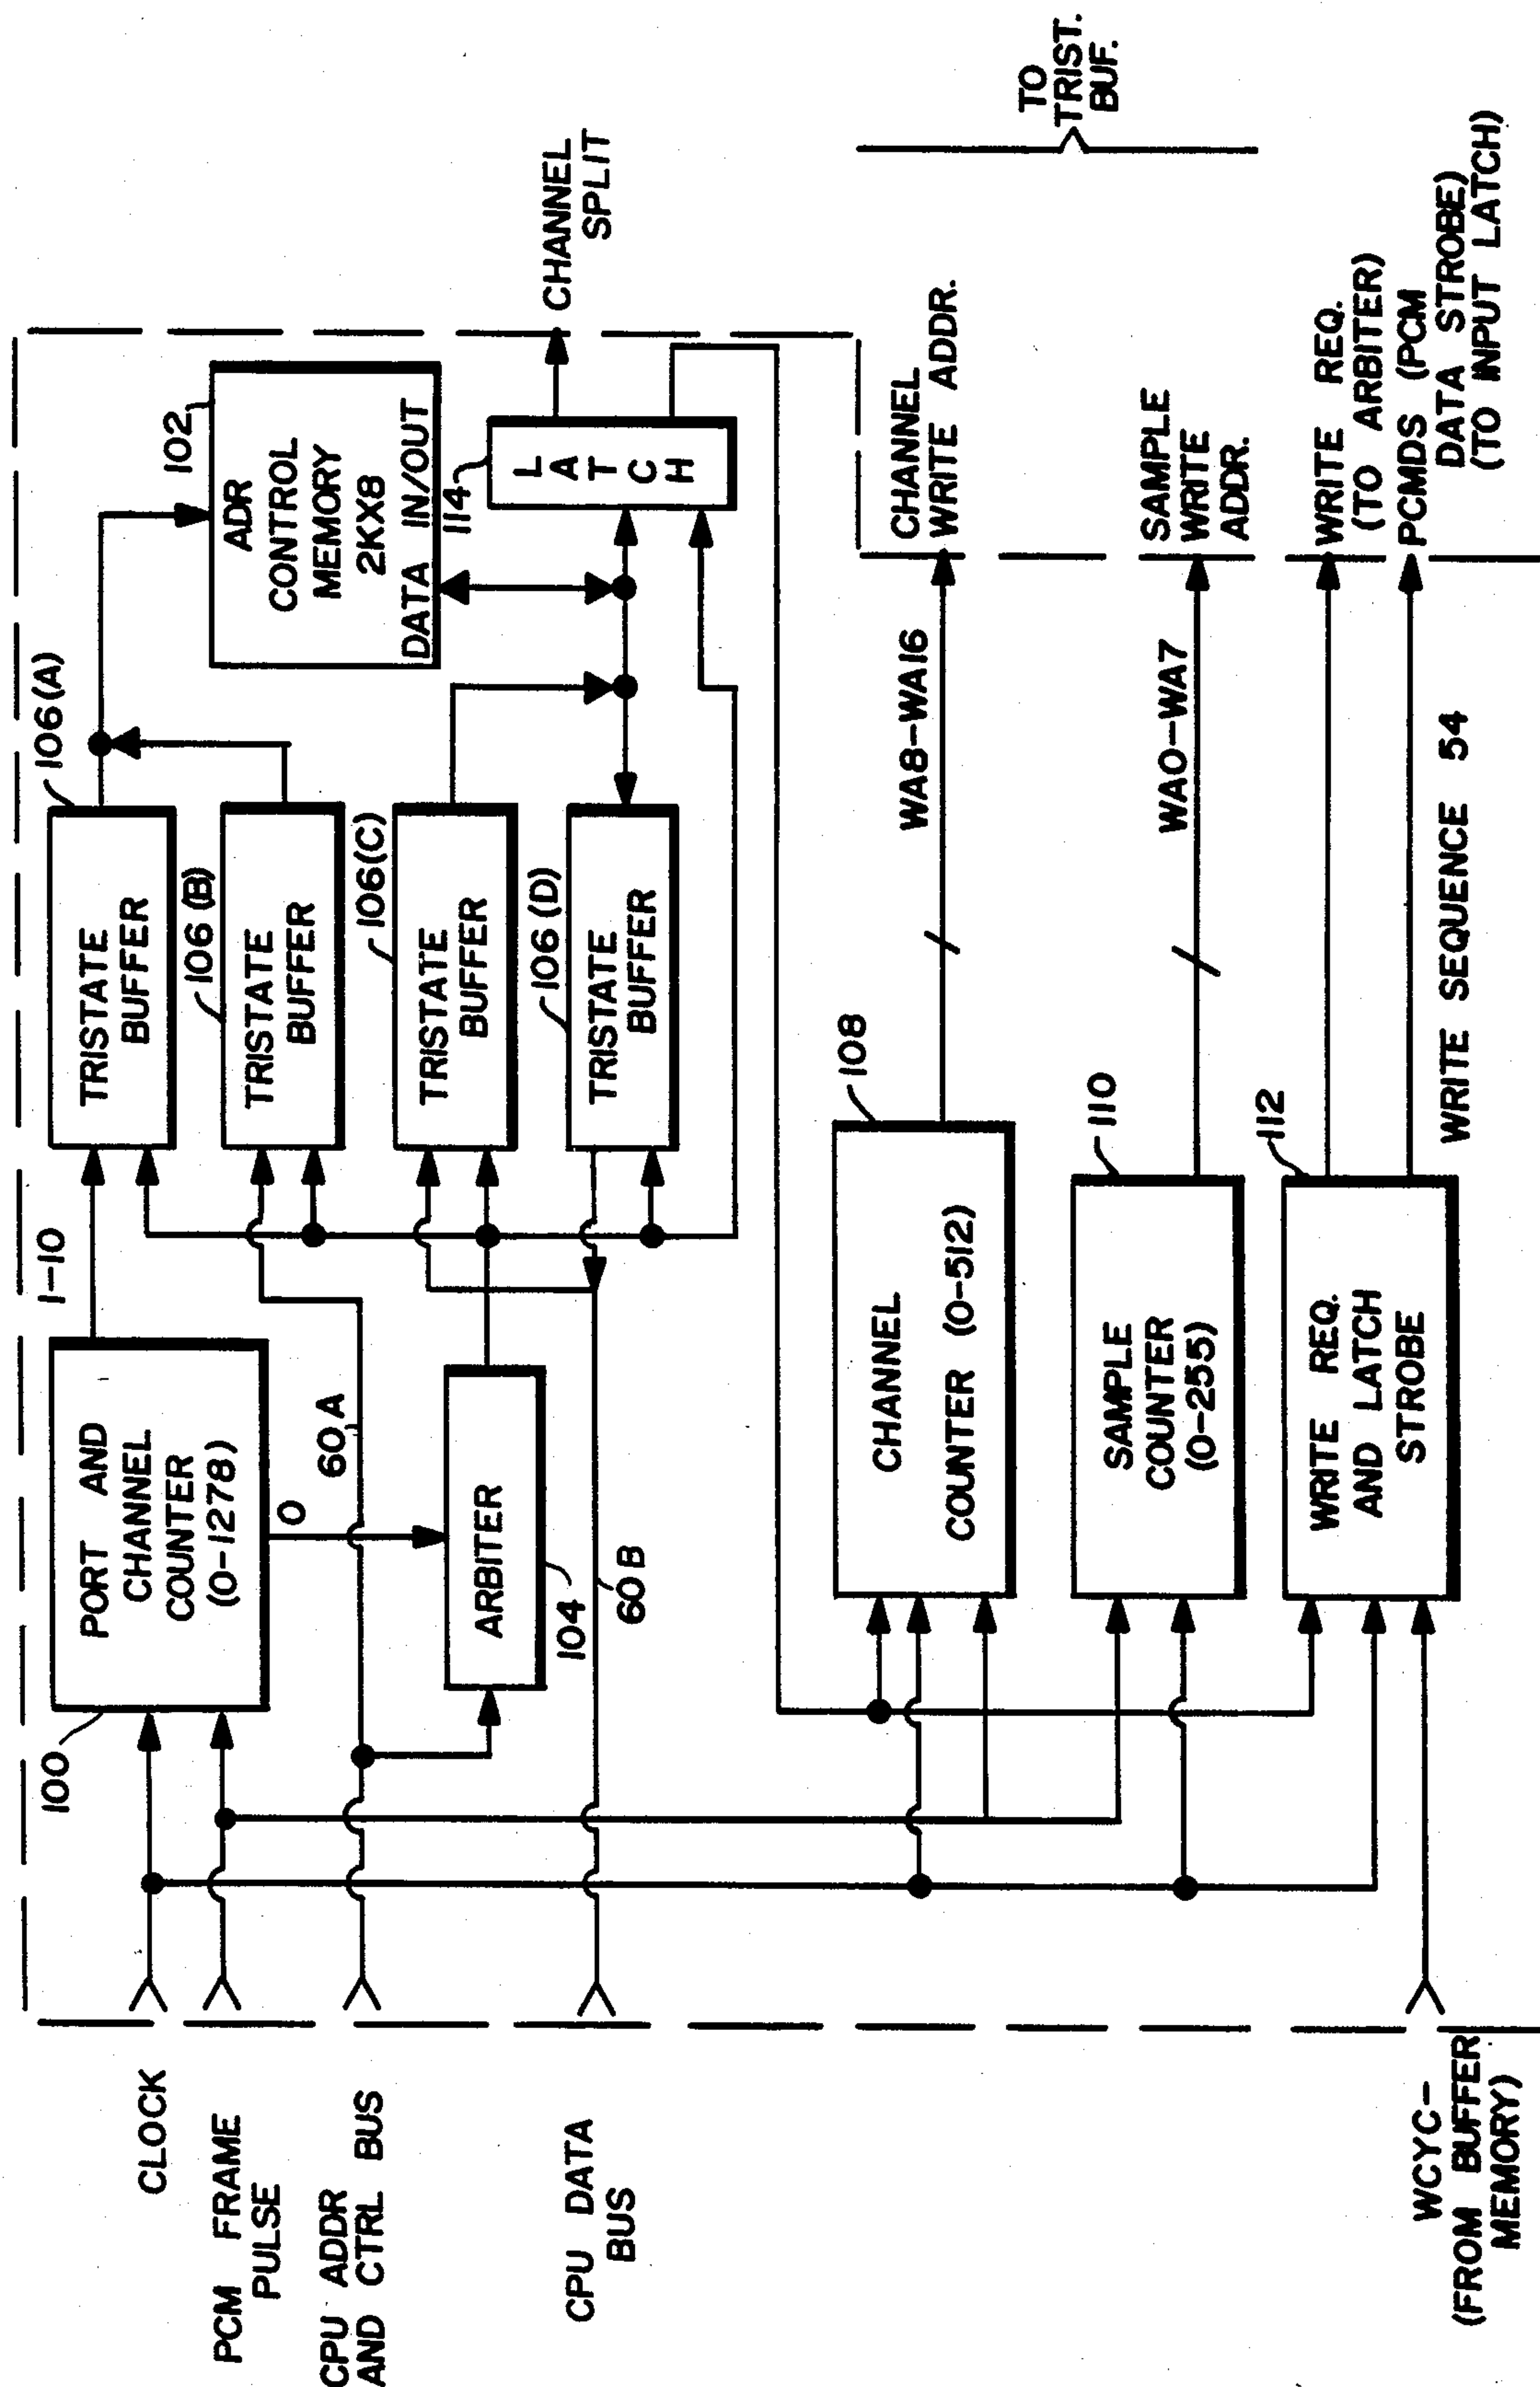 CLOCK
PCM FRAME
PULSE
CPU ADDR
AND CTRL BUS
CPU DATA
BUS
WCYC-
(FROM BUFFER
MEMORY)
100
PORT AND
CHANNEL
COUNTER
(0-1278)
1-10
0
60A
ARBITER
104
60B
106(A)
TRISTATE
BUFFER
106(B)
TRISTATE
BUFFER
106(C)
TRISTATE
BUFFER
106(D)
TRISTATE
BUFFER
102
ADR
CONTROL
MEMORY
2KX8
DATA IN/OUT
114
LATCH
CHANNEL
SPLIT
108
CHANNEL
COUNTER (0-512)
WA8-WA16
CHANNEL
WRITE ADDR.
110
SAMPLE
COUNTER
(0-255)
WA0-WA7
SAMPLE
WRITE
ADDR.
TO
TRIST.
BUF.
112
WRITE REQ.
AND LATCH
STROBE
WRITE REQ.
(TO ARBITER)
PCMDS (PCM
DATA STROBE)
(TO INPUT LATCH)
WRITE SEQUENCE 54